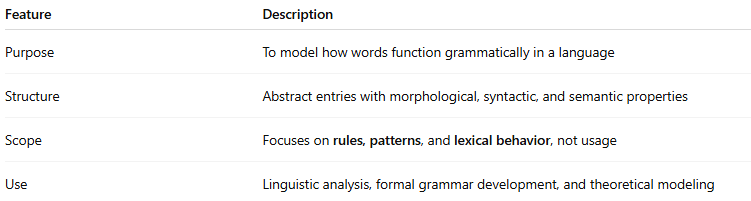 Feature Description
Purpose To model how words function grammatically in a language
Structure Abstract entries with morphological, syntactic, and semantic properties
Scope Focuses on rules, patterns, and lexical behavior, not usage
Use Linguistic analysis, formal grammar development, and theoretical modeling